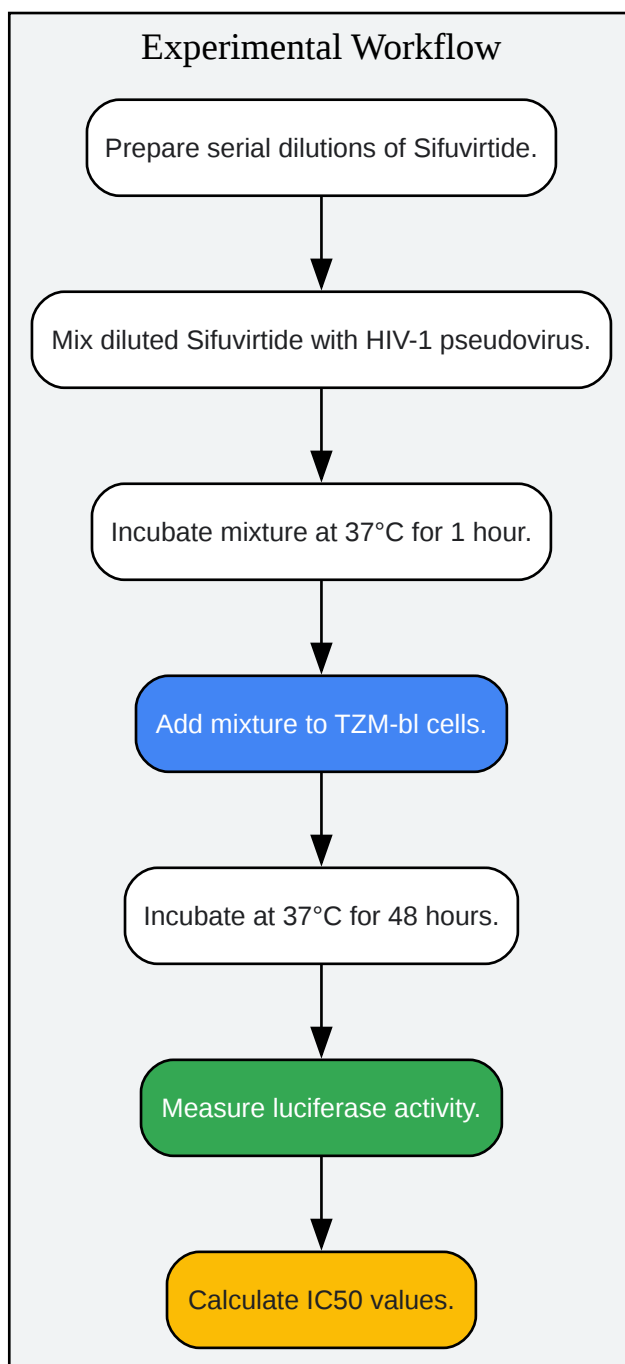 Experimental Workflow
Prepare serial dilutions of Sifuvirtide.
Mix diluted Sifuvirtide with HIV-1 pseudovirus.
Incubate mixture at 37°C for 1 hour.
Add mixture to TZM-bl cells.
Incubate at 37°C for 48 hours.
Measure luciferase activity.
Calculate IC50 values.